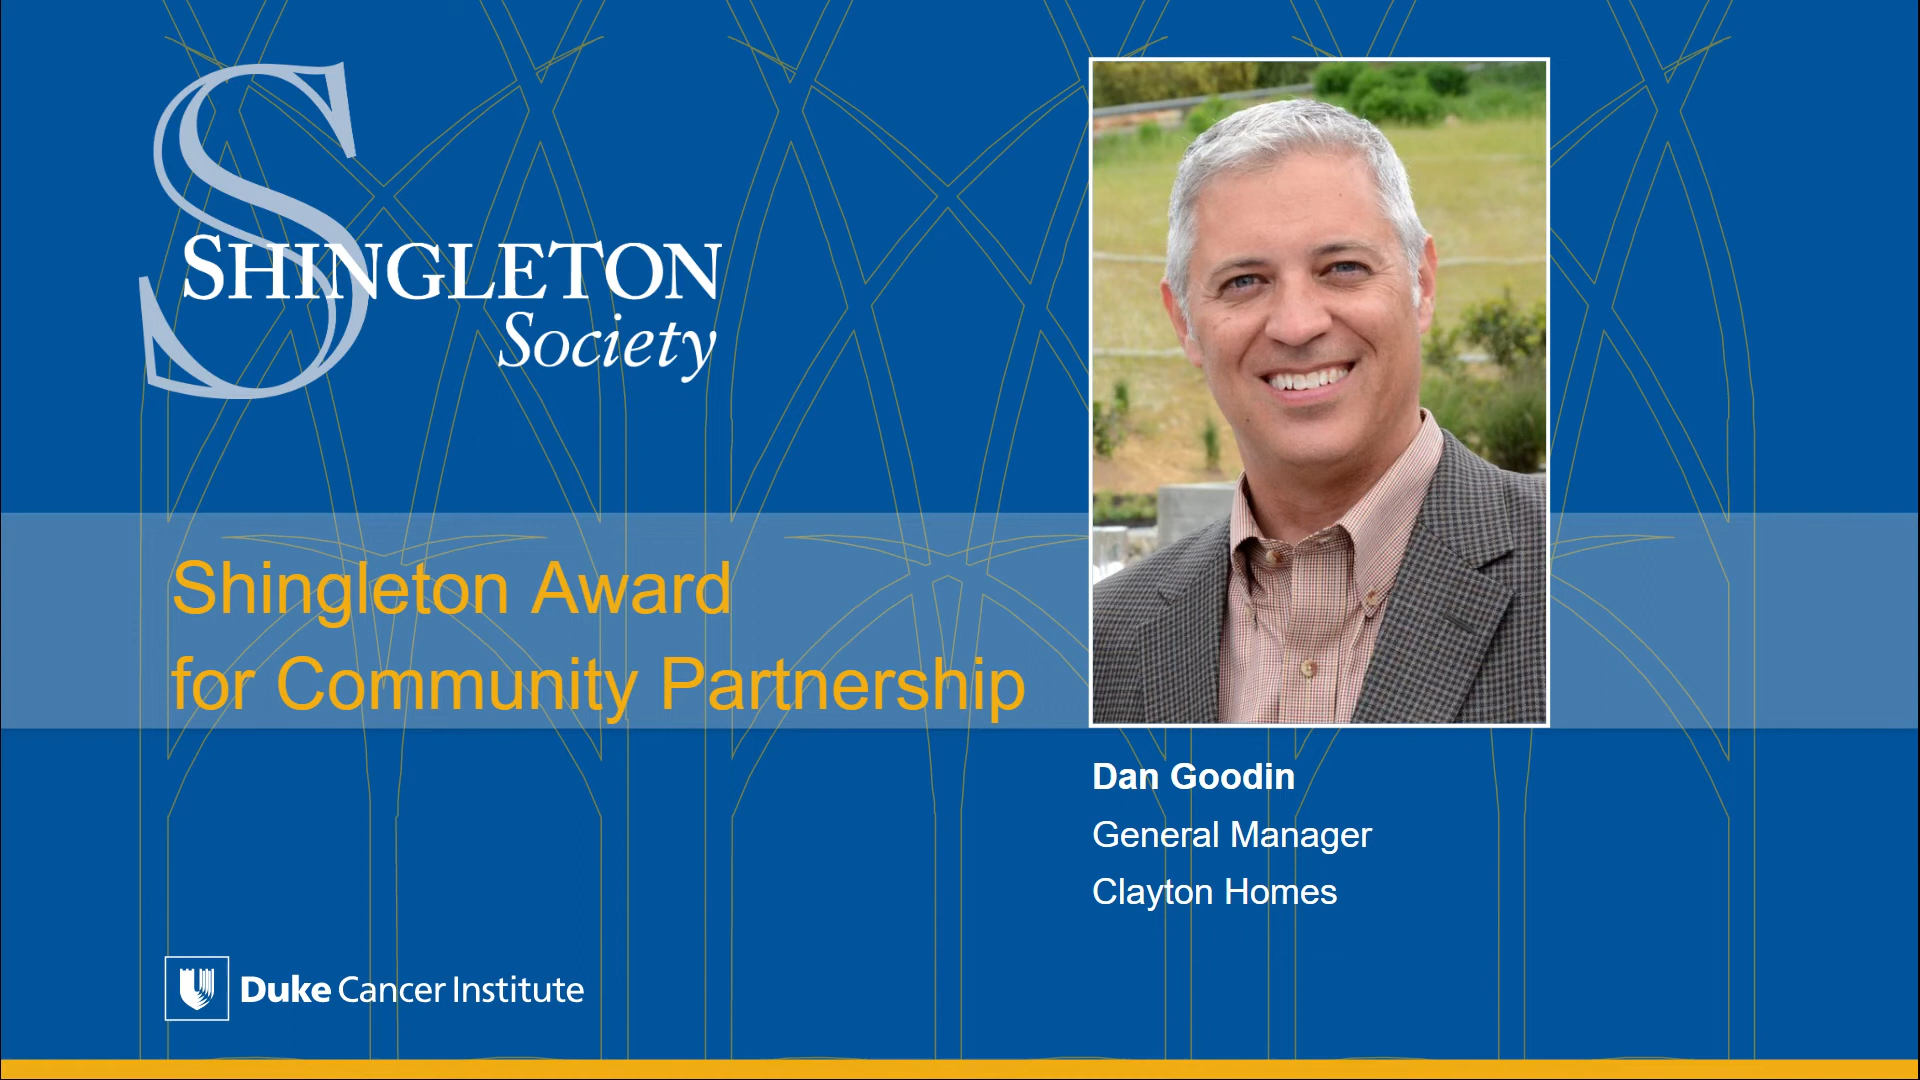 SHINGLETON
Society
Shingleton Award
for Community Partnership
Dan Goodin
General Manager
Clayton Homes
Duke Cancer Institute